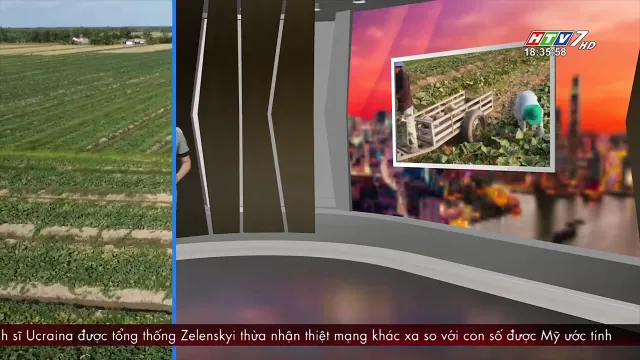 HTV7 HD
18:35:58
h sĩ Ucraina được tổng thống Zelenskyi thừa nhận thiệt mạng khác xa so với con số được Mỹ ước tính